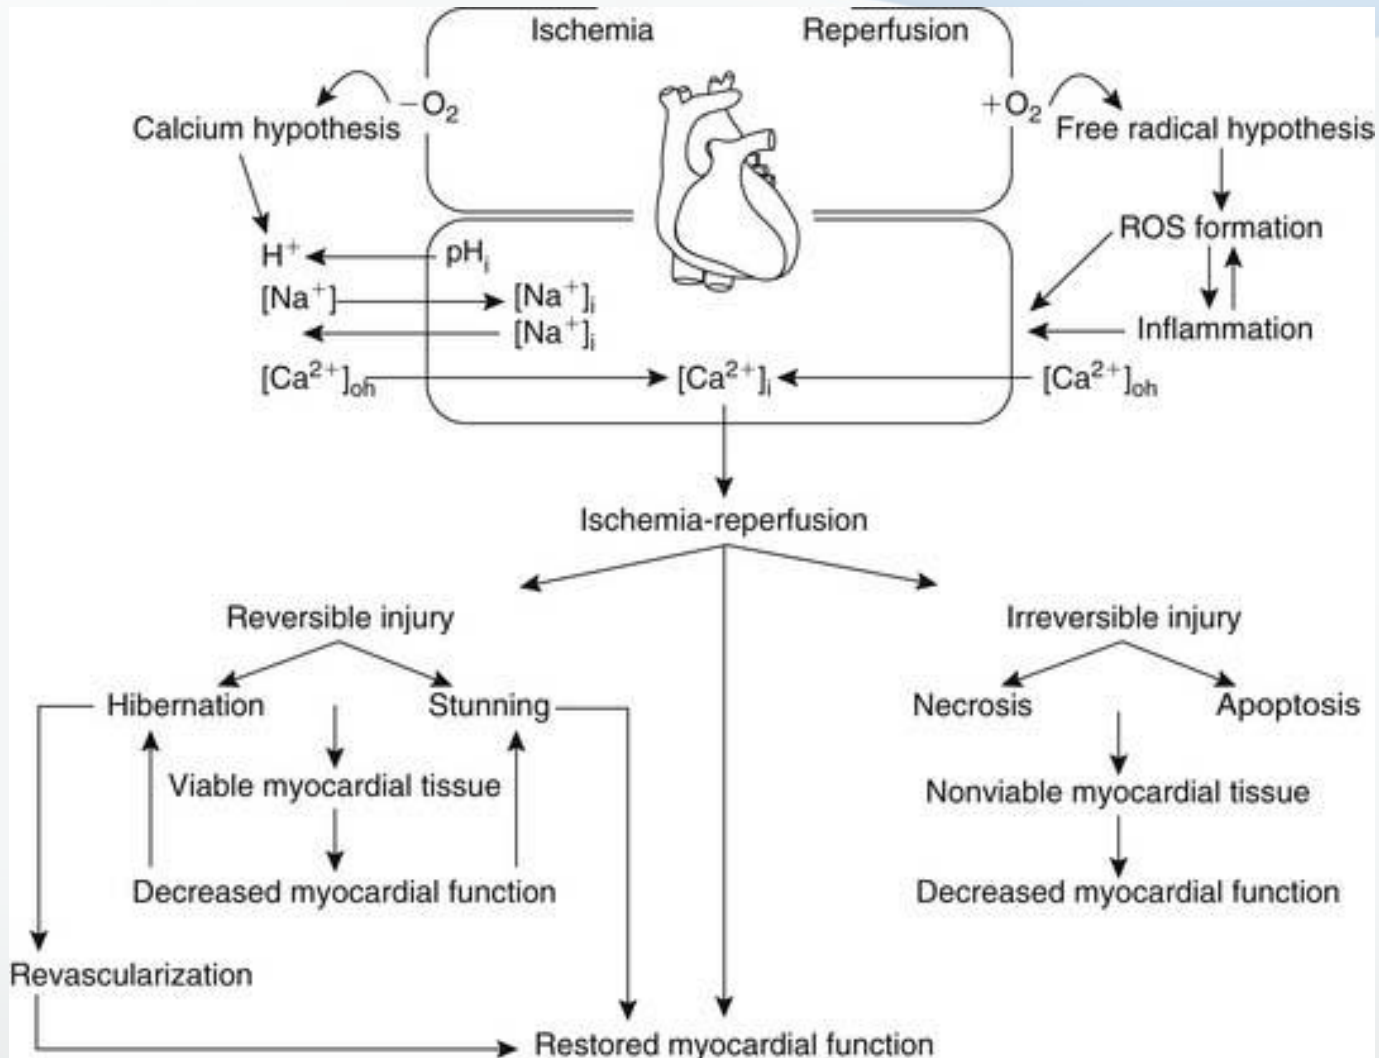 Ischemia Reperfusion
−O₂ +O₂
Calcium hypothesis Free radical hypothesis
ROS formation
H⁺ pHᵢ
[Na⁺] [Na⁺]ᵢ
[Na⁺]ᵢ Inflammation
[Ca²⁺]oh [Ca²⁺]ᵢ [Ca²⁺]oh
Ischemia-reperfusion
Reversible injury Irreversible injury
Hibernation Stunning Necrosis Apoptosis
Viable myocardial tissue Nonviable myocardial tissue
Decreased myocardial function Decreased myocardial function
Revascularization
Restored myocardial function